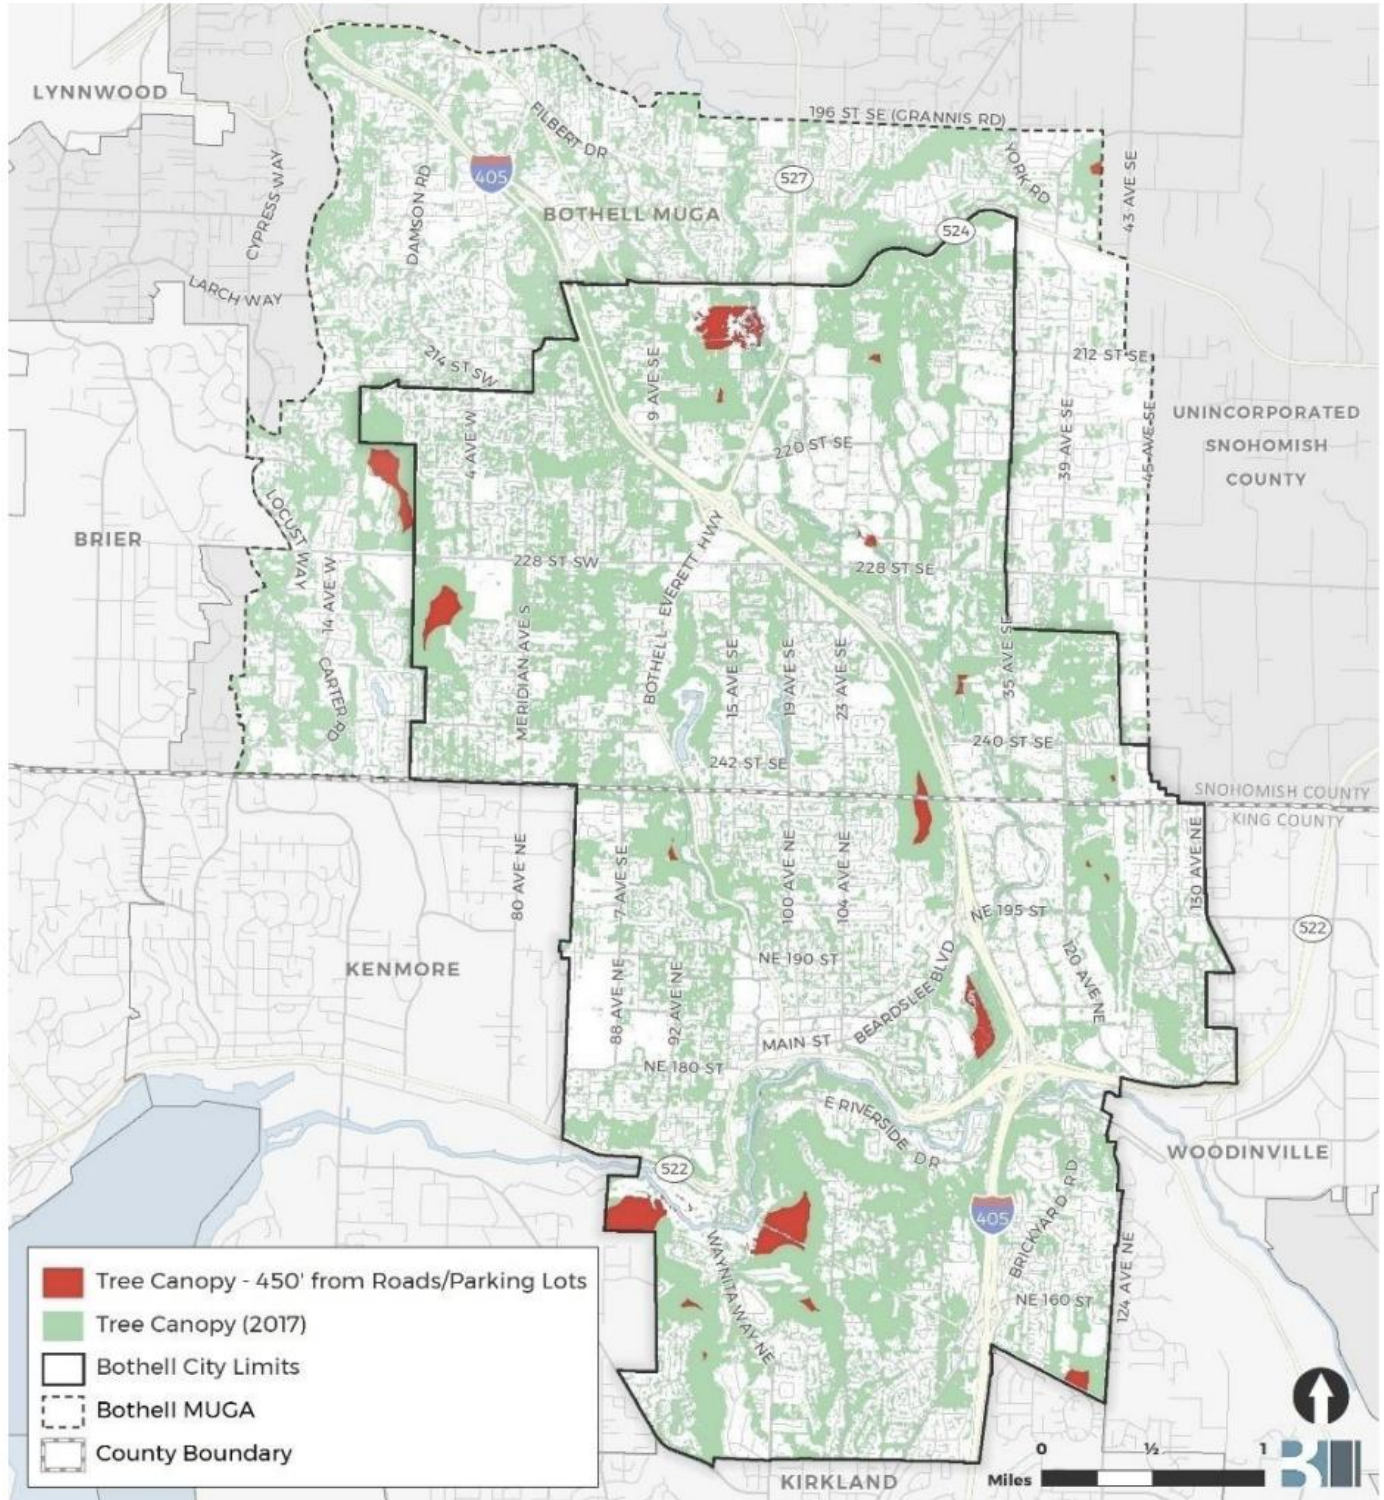 LYNNWOOD
196 ST SE (GRANNIS RD)
FILBERT DR
YORK RD
405
527
43 AVE SE
CYPRESS WAY
DAMSON RD
BOTHELL MUGA
524
LARCH WAY
214 ST SW
9 AVE SE
212 ST SE
4 AVE W
220 ST SE
39 AVE SE
45 AVE SE
UNINCORPORATED
SNOHOMISH
COUNTY
LOCUST WAY
BRIER
14 AVE W
228 ST SW
BOTHELL - EVERETT HWY
228 ST SE
CARTER RD
MERIDIAN AVE S
15 AVE SE
19 AVE SE
23 AVE SE
35 AVE SE
240 ST SE
242 ST SE
SNOHOMISH COUNTY
KING COUNTY
80 AVE NE
7 AVE SE
100 AVE NE
104 AVE NE
130 AVE NE
NE 195 ST
522
KENMORE
NE 190 ST
88 AVE NE
92 AVE NE
BEARDSLEE BLVD
120 AVE NE
MAIN ST
NE 180 ST
E RIVERSIDE DR
WOODINVILLE
522
405
BRICKYARD RD
WAYNITA WAY NE
124 AVE NE
NE 160 ST
Tree Canopy - 450' from Roads/Parking Lots
Tree Canopy (2017)
Bothell City Limits
Bothell MUGA
County Boundary
0 ½ 1
Miles
KIRKLAND